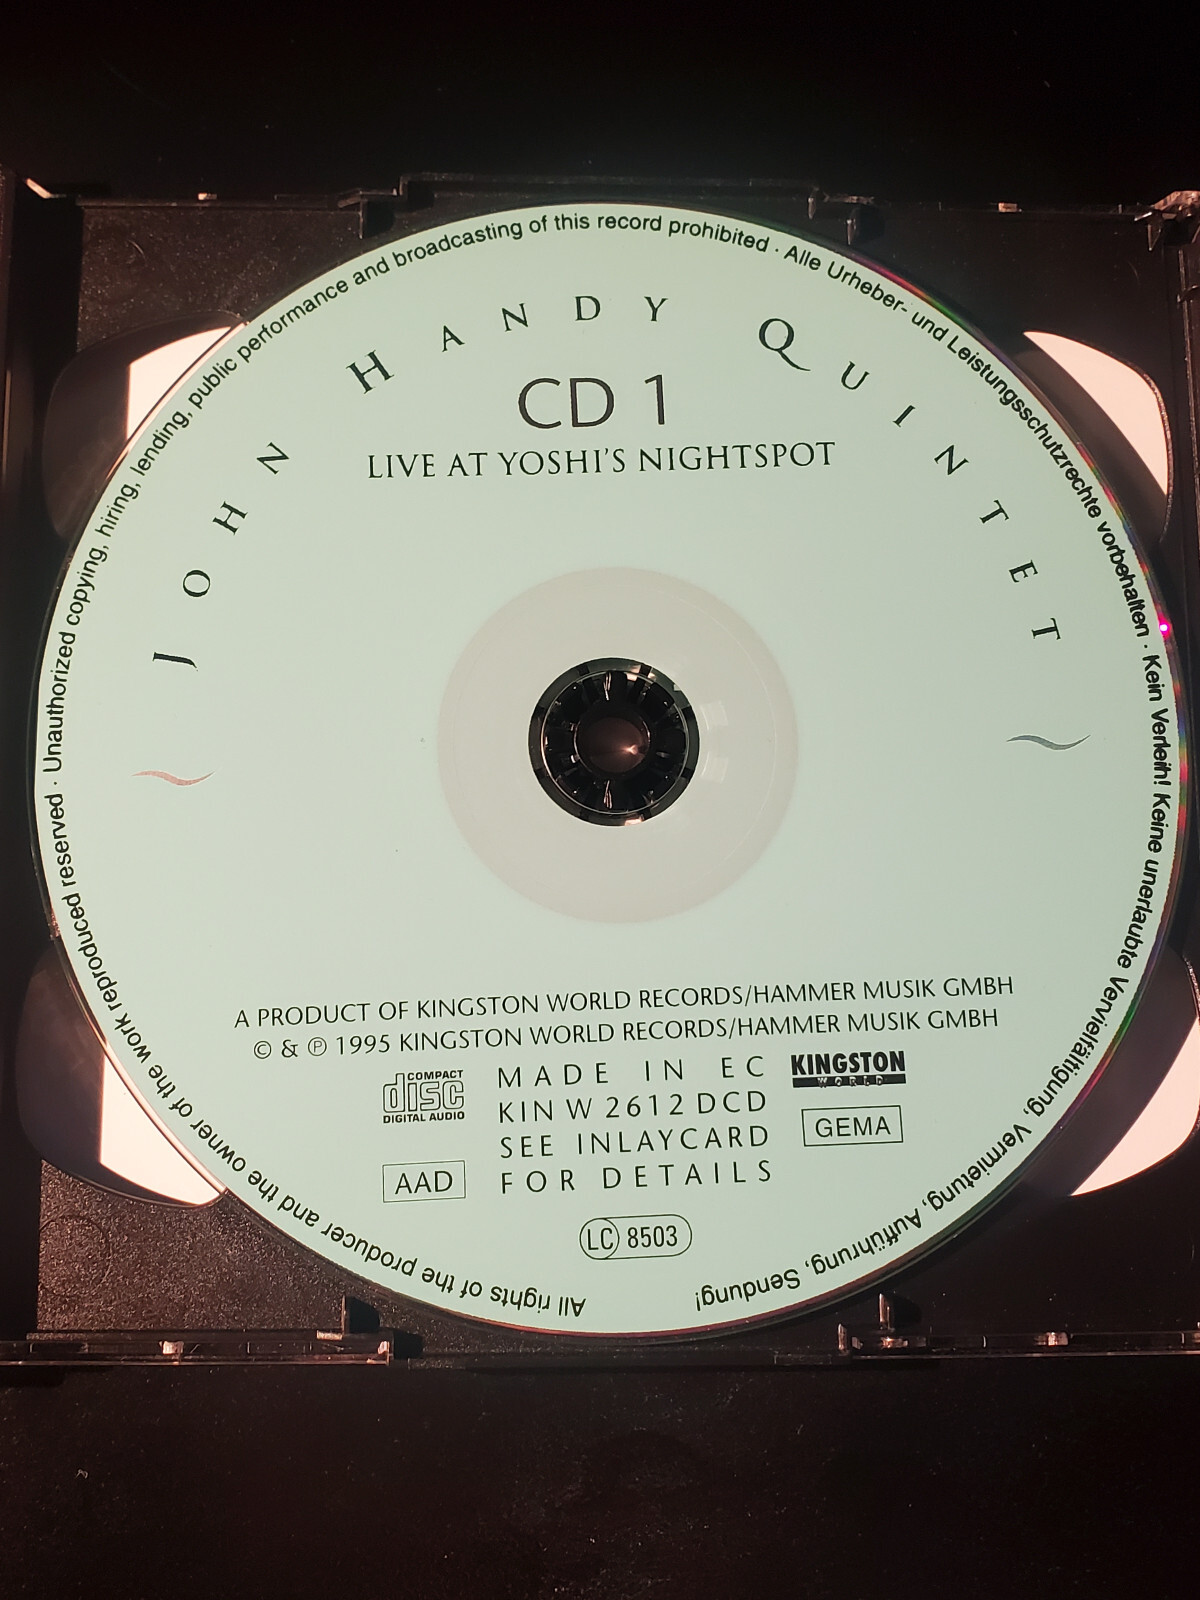 All rights of the producer and the owner of the work reproduced reserved · Unauthorized copying, hiring, lending, public performance and broadcasting of this record prohibited · Alle Urheber- und Leistungsschutzrechte vorbehalten · Kein Verleih! Keine unerlaubte Vervielfältigung, Vermietung, Aufführung, Sendung!
JOHN HANDY QUINTET
CD 1
LIVE AT YOSHI'S NIGHTSPOT
A PRODUCT OF KINGSTON WORLD RECORDS/HAMMER MUSIK GMBH
© & ℗ 1995 KINGSTON WORLD RECORDS/HAMMER MUSIK GMBH
COMPACT
disc
DIGITAL AUDIO
AAD
MADE IN EC
KIN W 2612 DCD
SEE INLAYCARD
FOR DETAILS
KINGSTON
WORLD
GEMA
LC 8503